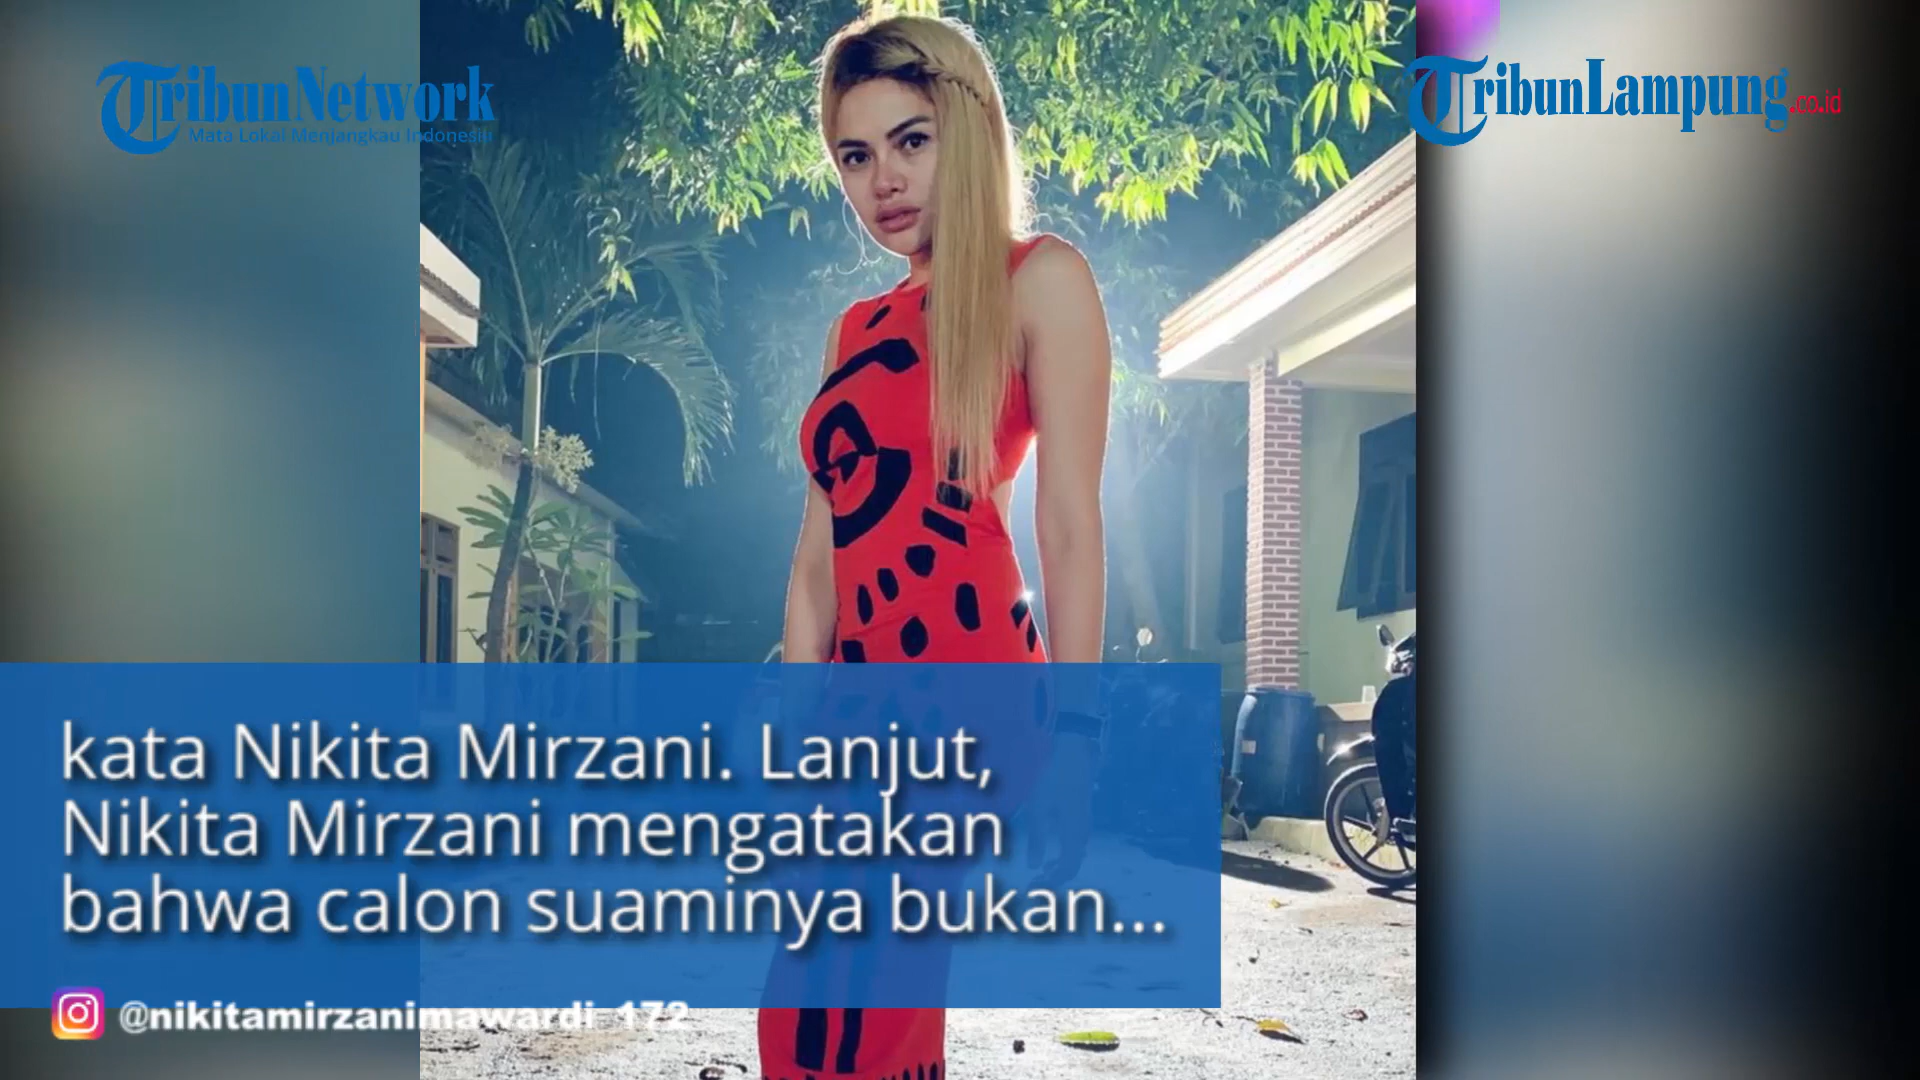 TribunNetwork
Mata Lokal Menjangkau Indonesia
TribunLampung.co.id
kata Nikita Mirzani. Lanjut,
Nikita Mirzani mengatakan
bahwa calon suaminya bukan...
@nikitamirzanimawardi_172